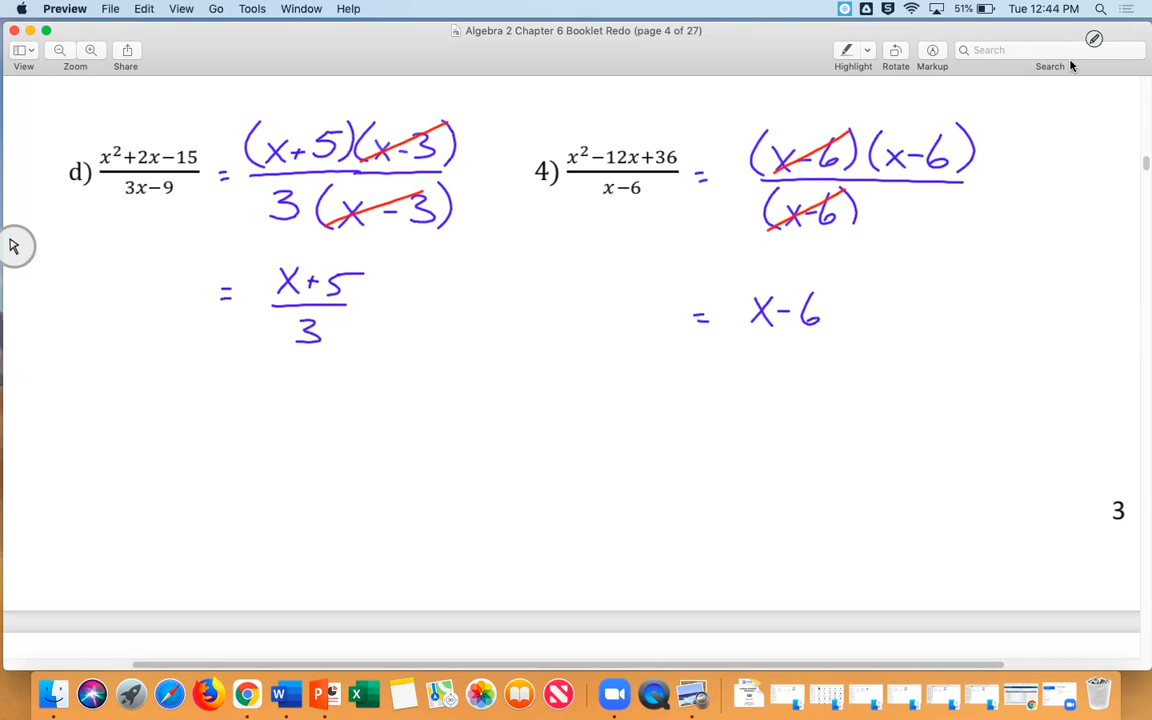 Preview File Edit View Go Tools Window Help 51% Tue 12:44 PM
Algebra 2 Chapter 6 Booklet Redo (page 4 of 27)
Search
View Zoom Share Highlight Rotate Markup Search
d) (x²+2x−15)/(3x−9) = (x+5)(x-3) / 3(x-3)
= (x+5)/3
4) (x²−12x+36)/(x−6) = (x-6)(x-6) / (x-6)
= x-6
3